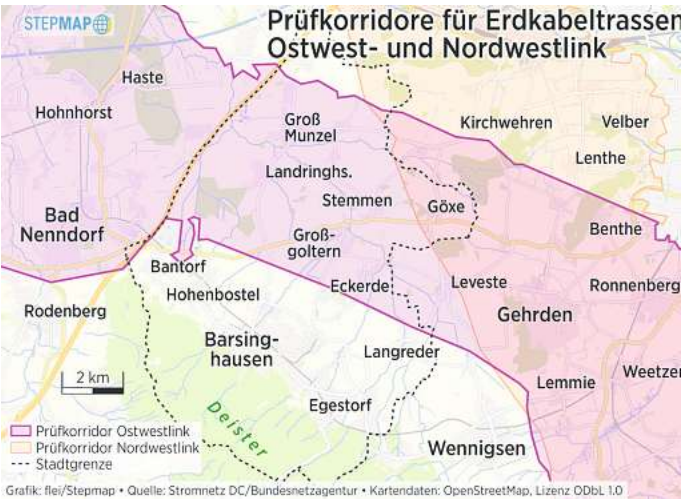 STEPMAP
Prüfkorridore für Erdkabeltrassen
Ostwest- und Nordwestlink
Haste
Hohnhorst
Groß
Munzel
Kirchwehren
Velber
Lenthe
Landringhs.
Stemmen
Göxe
Bad
Nenndorf
Groß-
goltern
Benthe
Bantorf
Hohenbostel
Eckerde
Leveste
Ronnenberg
Rodenberg
Gehrden
Barsing-
hausen
Langreder
Lemmie
Weetzen
2 km
Egestorf
Deister
Wennigsen
Prüfkorridor Ostwestlink
Prüfkorridor Nordwestlink
Stadtgrenze
Grafik: flei/Stepmap • Quelle: Stromnetz DC/Bundesnetzagentur • Kartendaten: OpenStreetMap, Lizenz ODbL 1.0